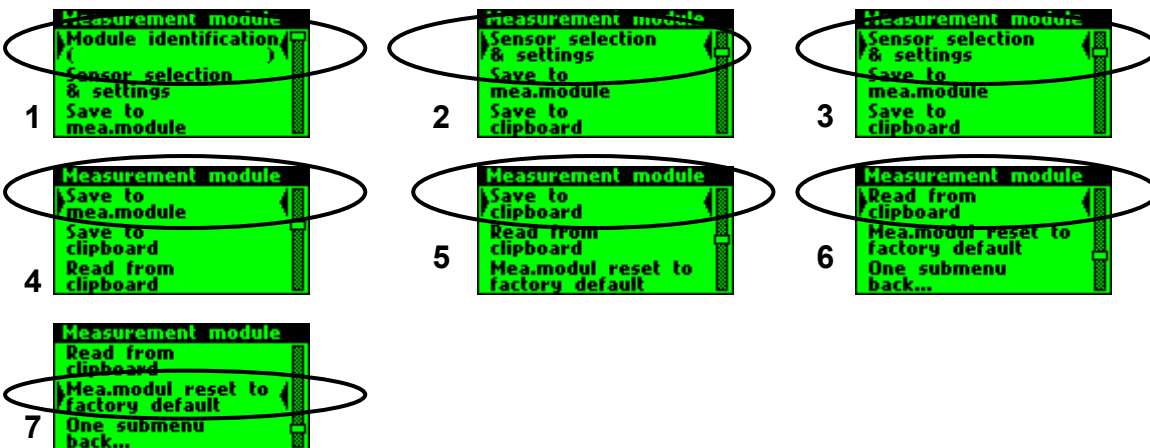 Measurement module
Module identification
( )
Sensor selection
& settings
Save to
mea.module
1
Measurement module
Sensor selection
& settings
Save to
mea.module
Save to
clipboard
2
Measurement module
Sensor selection
& settings
Save to
mea.module
Save to
clipboard
3
Measurement module
Save to
mea.module
Save to
clipboard
Read from
clipboard
4
Measurement module
Save to
clipboard
Read from
clipboard
Mea.modul reset to
factory default
5
Measurement module
Read from
clipboard
Mea.modul reset to
factory default
One submenu
back...
6
Measurement module
Read from
clipboard
Mea.modul reset to
factory default
One submenu
back...
7